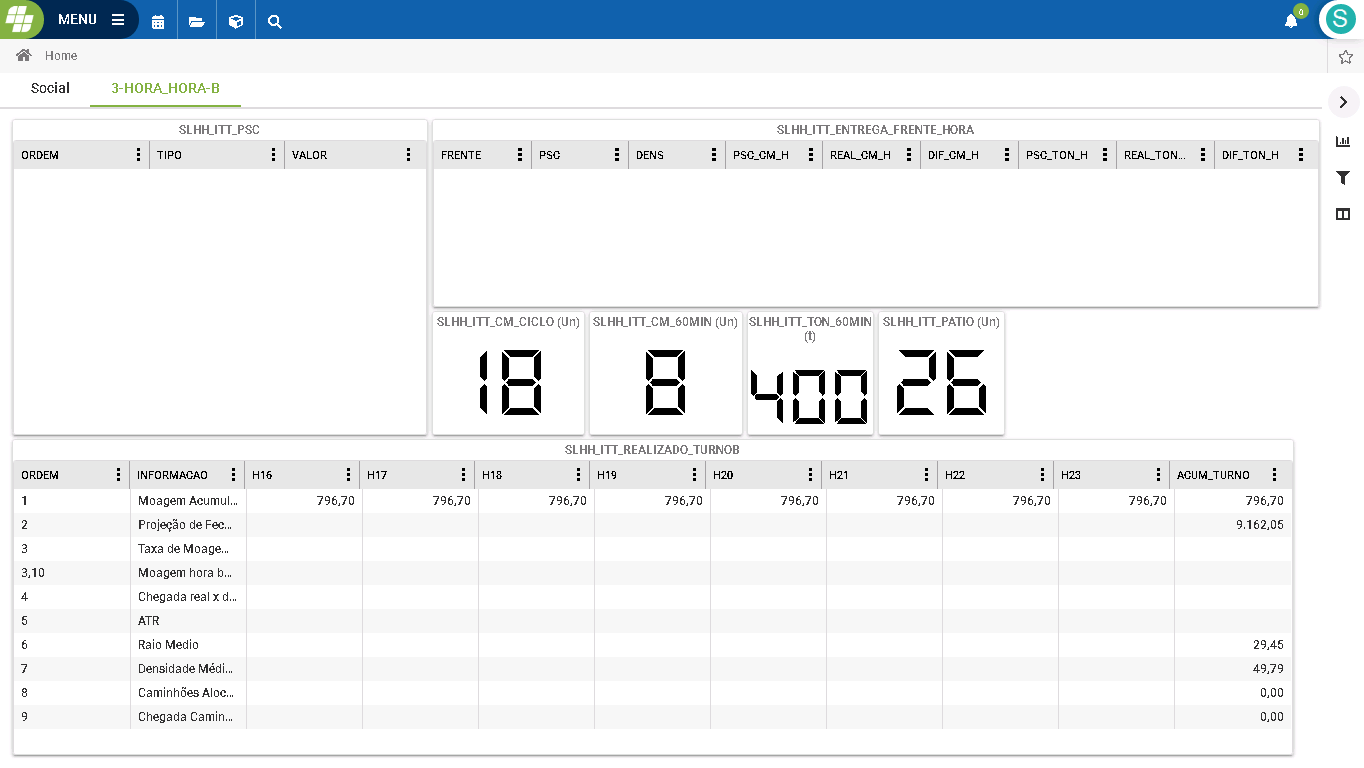 MENU
0
S
Home
Social 3-HORA_HORA-B
SLHH_ITT_PSC
ORDEM TIPO VALOR
SLHH_ITT_ENTREGA_FRENTE_HORA
FRENTE PSC DENS PSC_CM_H REAL_CM_H DIF_CM_H PSC_TON_H REAL_TON... DIF_TON_H
SLHH_ITT_CM_CICLO (Un)
18
SLHH_ITT_CM_60MIN (Un)
8
SLHH_ITT_TON_60MIN
(t)
400
SLHH_ITT_PATIO (Un)
26
SLHH_ITT_REALIZADO_TURNOB
ORDEM INFORMACAO H16 H17 H18 H19 H20 H21 H22 H23 ACUM_TURNO
1 Moagem Acumul... 796,70 796,70 796,70 796,70 796,70 796,70 796,70 796,70 796,70
2 Projeção de Fec... 9.162,05
3 Taxa de Moage...
3,10 Moagem hora b...
4 Chegada real x d...
5 ATR
6 Raio Medio 29,45
7 Densidade Médi... 49,79
8 Caminhões Aloc... 0,00
9 Chegada Camin... 0,00